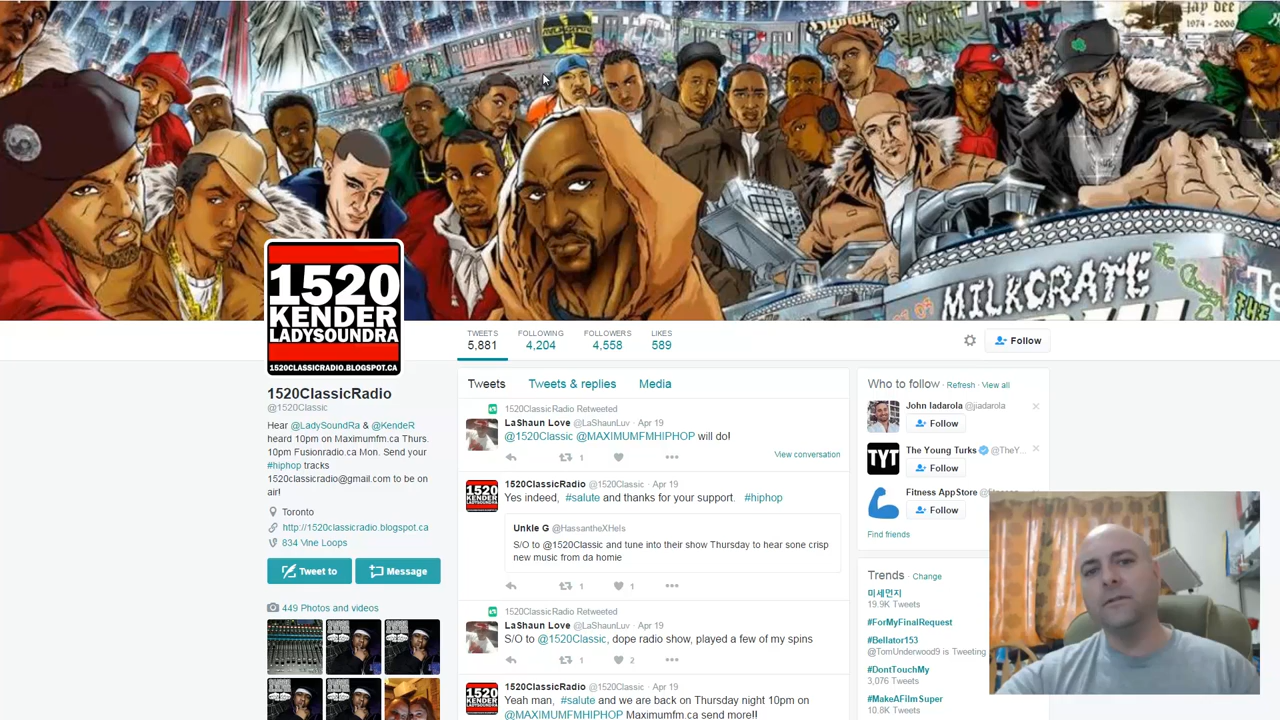 jay dee
1974 - 2006
NY
MILKCRATE
THE
1520
KENDER
LADYSOUNDRA
1520CLASSICRADIO.BLOGSPOT.CA
TWEETS
5,881
FOLLOWING
4,204
FOLLOWERS
4,558
LIKES
589
Follow
1520ClassicRadio
@1520Classic
Hear @LadySoundRa & @KendeR
heard 10pm on Maximumfm.ca Thurs.
10pm Fusionradio.ca Mon. Send your
#hiphop tracks
1520classicradio@gmail.com to be on
air!
Toronto
http://1520classicradio.blogspot.ca
834 Vine Loops
Tweet to
Message
449 Photos and videos
Tweets
Tweets & replies
Media
1520ClassicRadio Retweeted
LaShaun Love @LaShaunLuv · Apr 19
@1520Classic @MAXIMUMFMHIPHOP will do!
1
View conversation
1520ClassicRadio @1520Classic · Apr 19
Yes indeed, #salute and thanks for your support. #hiphop
Unkle G @HassantheXHels
S/O to @1520Classic and tune into their show Thursday to hear sone crisp
new music from da homie
1
1
1520ClassicRadio Retweeted
LaShaun Love @LaShaunLuv · Apr 19
S/O to @1520Classic, dope radio show, played a few of my spins
1
2
1520ClassicRadio @1520Classic · Apr 19
Yeah man, #salute and we are back on Thursday night 10pm on
@MAXIMUMFMHIPHOP Maximumfm.ca send more!!
Who to follow · Refresh · View all
John Iadarola @jiadarola
Follow
TYT
The Young Turks @TheY...
Follow
Fitness AppStore
Follow
Find friends
Trends · Change
미세먼지
19.9K Tweets
#ForMyFinalRequest
#Bellator153
@TomUnderwood9 is Tweeting
#DontTouchMy
3,076 Tweets
#MakeAFilmSuper
10.8K Tweets